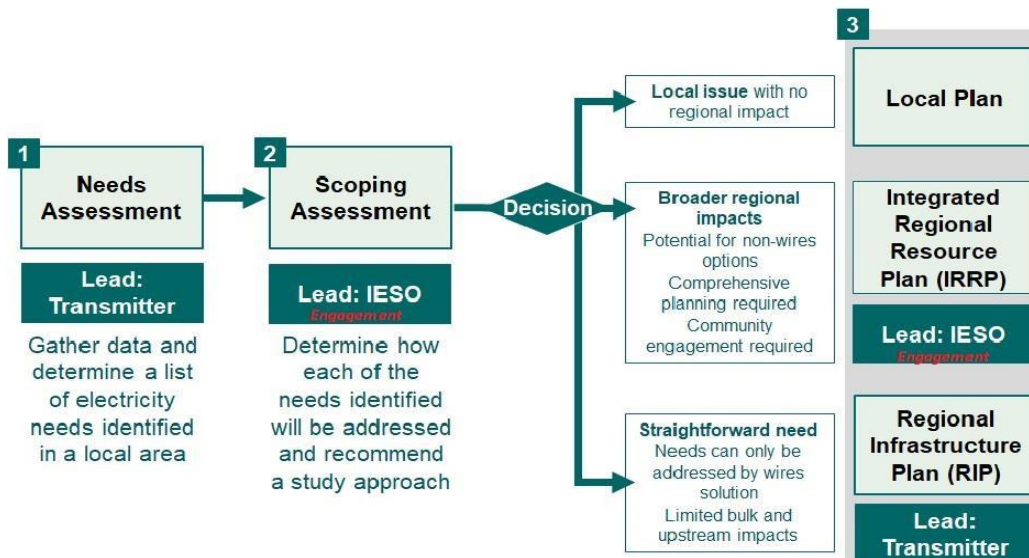 1
Needs
Assessment
Lead:
Transmitter
Gather data and
determine a list
of electricity
needs identified
in a local area
2
Scoping
Assessment
Lead: IESO
Engagement
Determine how
each of the
needs identified
will be addressed
and recommend
a study approach
Decision
Local issue with no
regional impact
Broader regional
impacts
Potential for non-wires
options
Comprehensive
planning required
Community
engagement required
Straightforward need
Needs can only be
addressed by wires
solution
Limited bulk and
upstream impacts
3
Local Plan
Integrated
Regional
Resource
Plan (IRRP)
Lead: IESO
Engagement
Regional
Infrastructure
Plan (RIP)
Lead:
Transmitter